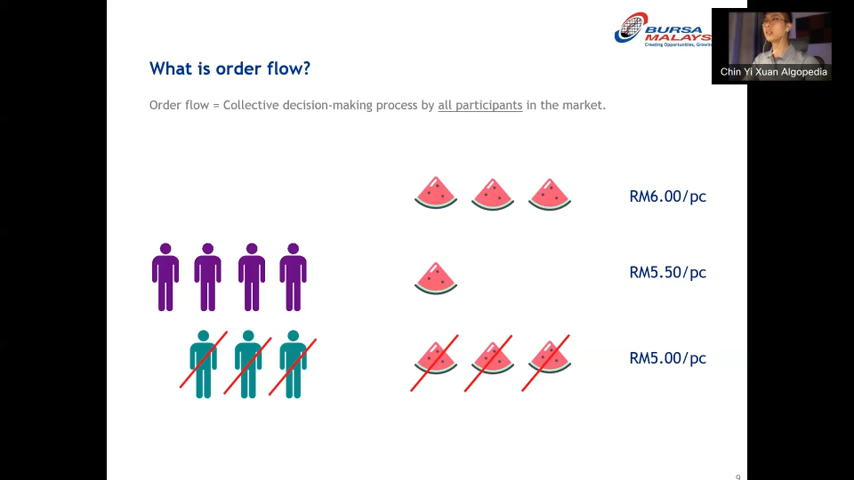 BURSA
MALAYS
Creating Opportunities, Growin
Chin Yi Xuan Algopedia
What is order flow?
Order flow = Collective decision-making process by all participants in the market.
RM6.00/pc
RM5.50/pc
RM5.00/pc
9